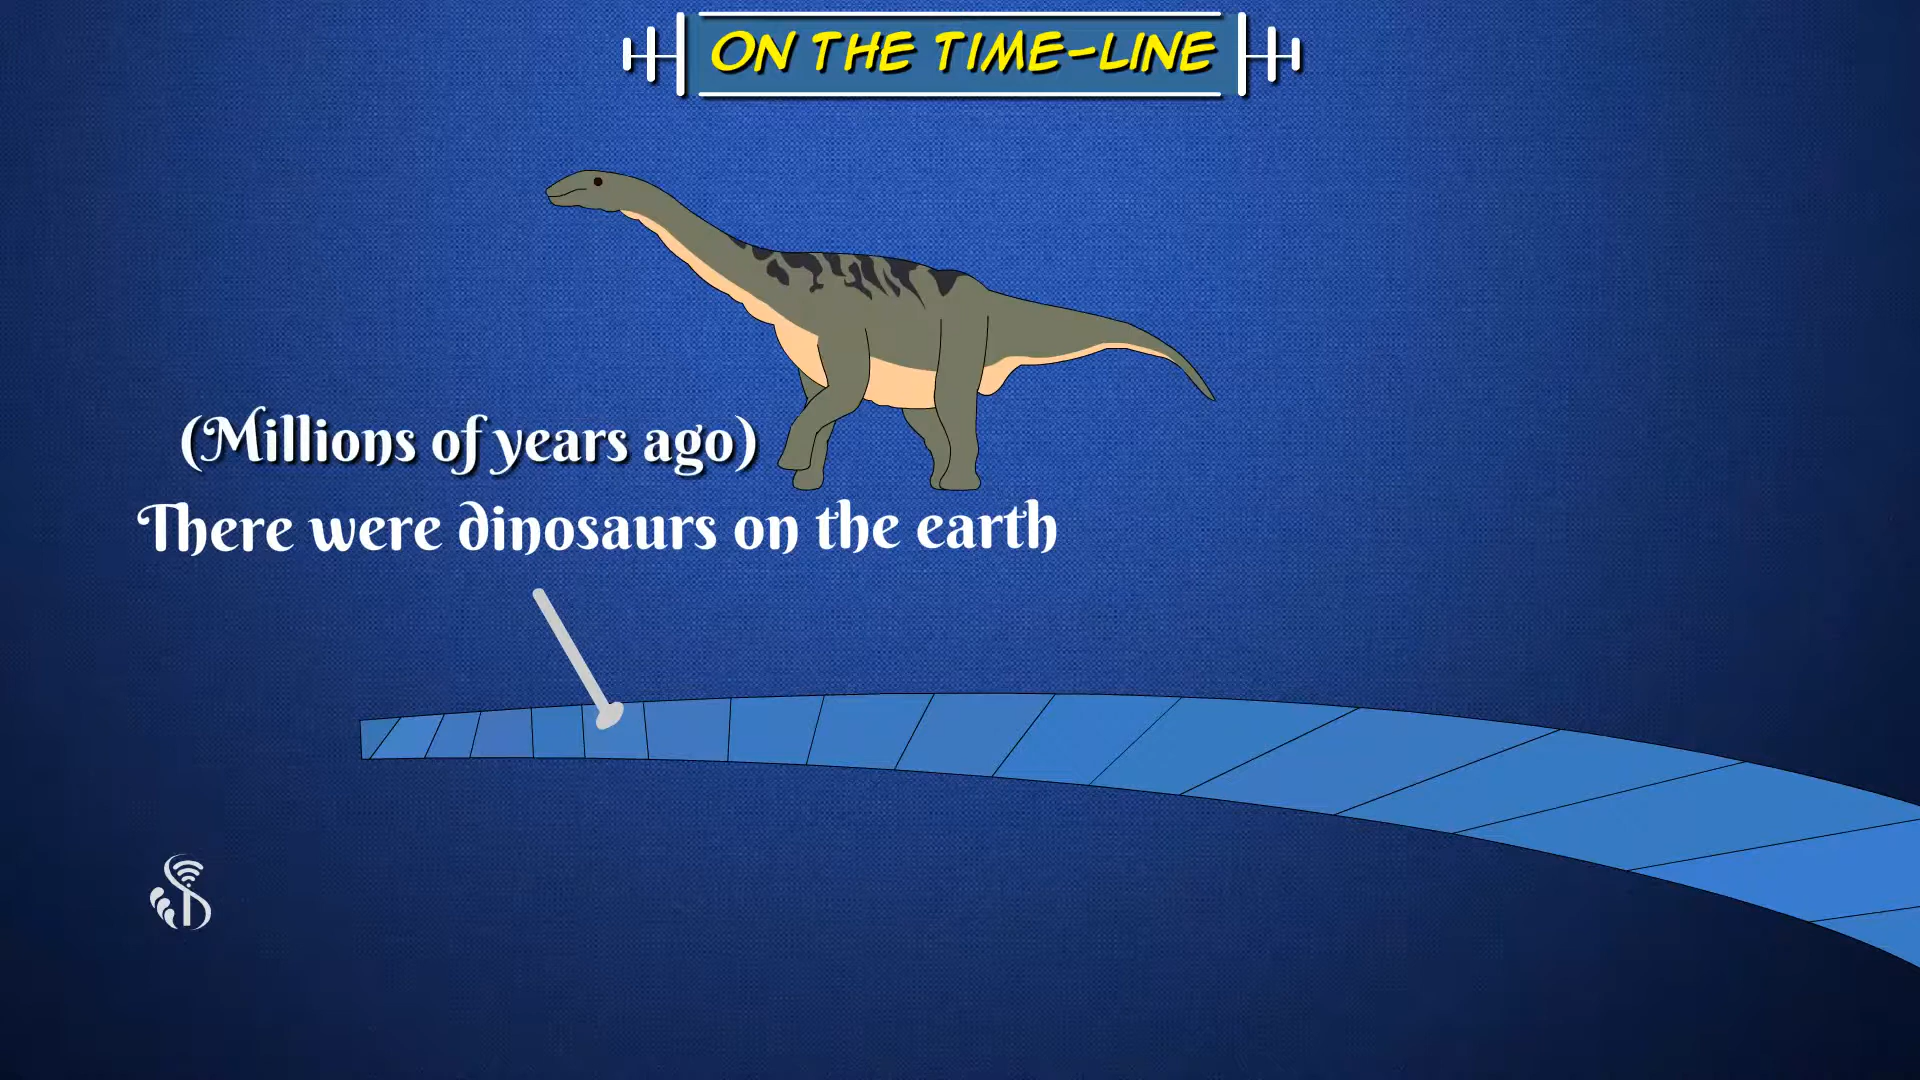 ON THE TIME-LINE
(Millions of years ago)
There were dinosaurs on the earth